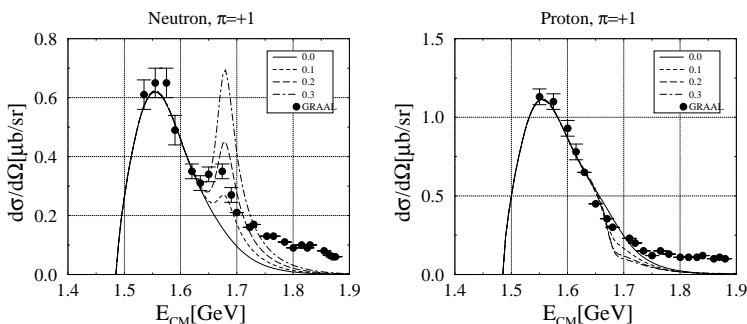 Neutron, π=+1
dσ/dΩ[μb/sr]
0.8
0.6
0.4
0.2
0.0
0.0
0.1
0.2
0.3
GRAAL
1.4 1.5 1.6 1.7 1.8 1.9
E_CM[GeV]
Proton, π=+1
dσ/dΩ[μb/sr]
1.5
1.0
0.5
0.0
0.0
0.1
0.2
0.3
GRAAL
1.4 1.5 1.6 1.7 1.8 1.9
E_CM[GeV]